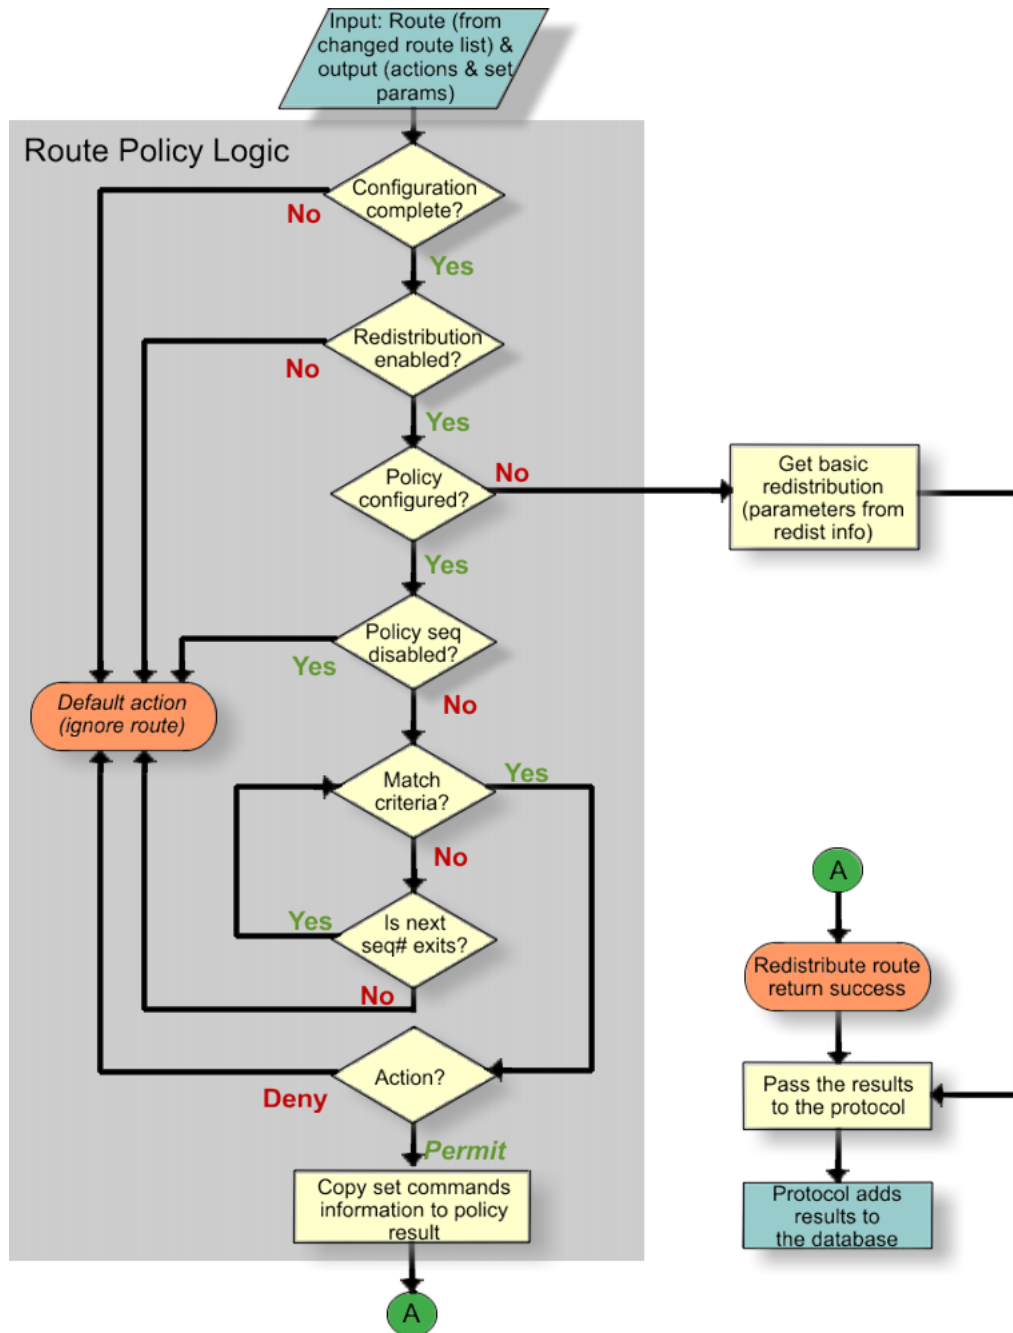 Input: Route (from
changed route list) &
output (actions & set
params)
Route Policy Logic
Configuration
complete?
No
Yes
Redistribution
enabled?
No
Yes
Policy
configured?
No
Get basic
redistribution
(parameters from
redist info)
Yes
Policy seq
disabled?
Yes
No
Default action
(ignore route)
Match
criteria?
Yes
No
Is next
seq# exits?
Yes
No
Action?
Deny
Permit
Copy set commands
information to policy
result
A
A
Redistribute route
return success
Pass the results
to the protocol
Protocol adds
results to
the database